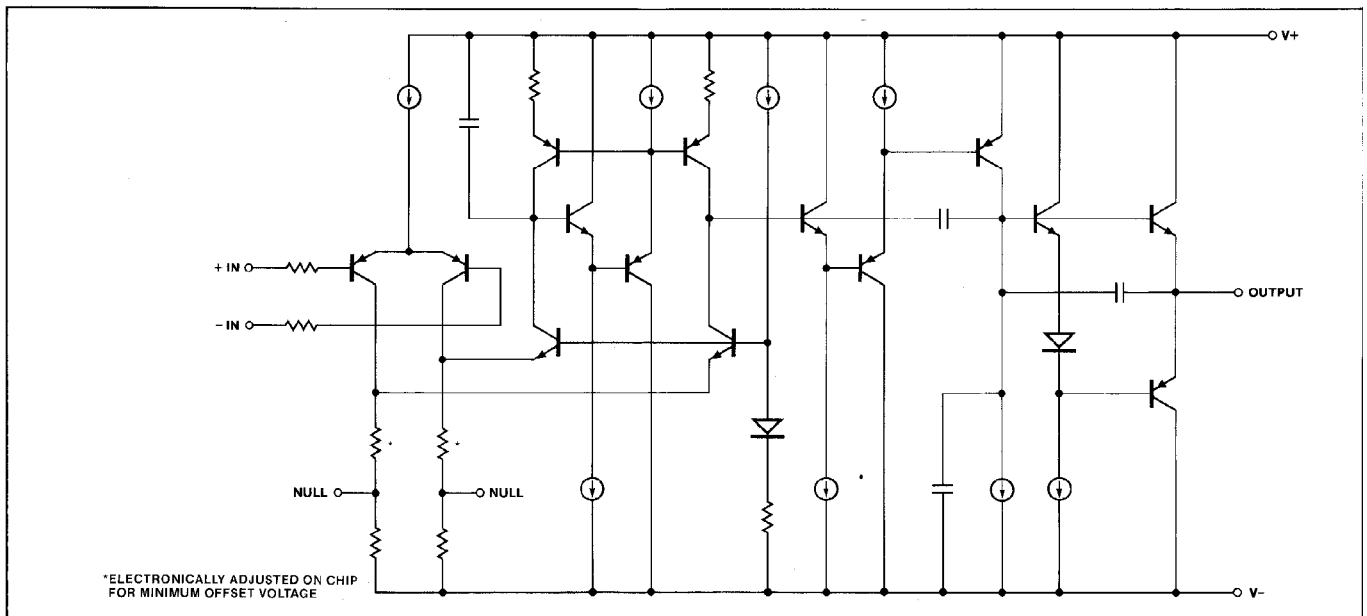 V+
+ IN
- IN
OUTPUT
NULL
NULL
*
*
*ELECTRONICALLY ADJUSTED ON CHIP
FOR MINIMUM OFFSET VOLTAGE
V-